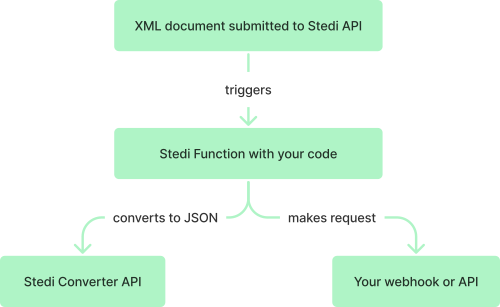 XML document submitted to Stedi API
triggers
Stedi Function with your code
converts to JSON
makes request
Stedi Converter API
Your webhook or API